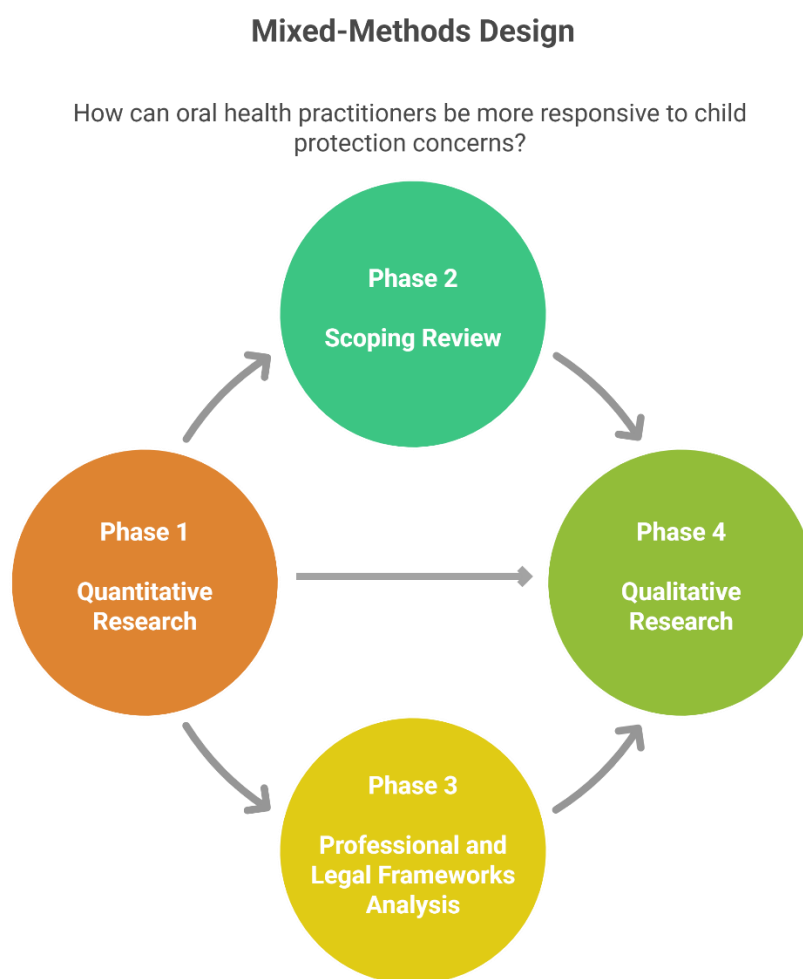 Mixed-Methods Design
How can oral health practitioners be more responsive to child
protection concerns?
Phase 2
Scoping Review
Phase 1
Quantitative
Research
Phase 4
Qualitative
Research
Phase 3
Professional and
Legal Frameworks
Analysis